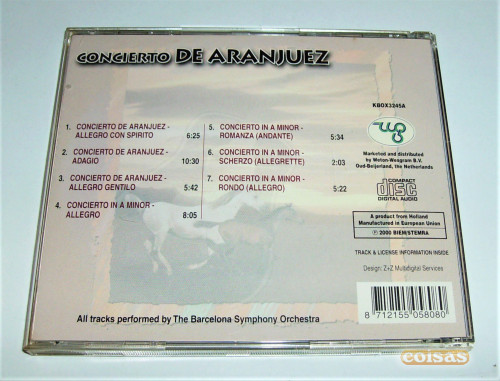 CONCIERTO DE ARANJUEZ
KBOX3245A
1. CONCIERTO DE ARANJUEZ -
ALLEGRO CON SPIRITO 6:25
2. CONCIERTO DE ARANJUEZ -
ADAGIO 10:30
3. CONCIERTO DE ARANJUEZ -
ALLEGRO GENTILO 5:42
4. CONCIERTO IN A MINOR -
ALLEGRO 8:05
5. CONCIERTO IN A MINOR -
ROMANZA (ANDANTE) 5:34
6. CONCIERTO IN A MINOR -
SCHERZO (ALLEGRETTE) 2:03
7. CONCIERTO IN A MINOR -
RONDO (ALLEGRO) 5:22
Marketed and distributed
by Weton-Wesgram B.V.
Oud-Beijerland, the Netherlands
COMPACT
disc
DIGITAL AUDIO
A product from Holland
Manufactured in European Union
℗ 2000 BIEM/STEMRA
TRACK & LICENSE INFORMATION INSIDE
Design: Z+Z Multidigital Services
8 712155 058080
All tracks performed by The Barcelona Symphony Orchestra
coisas